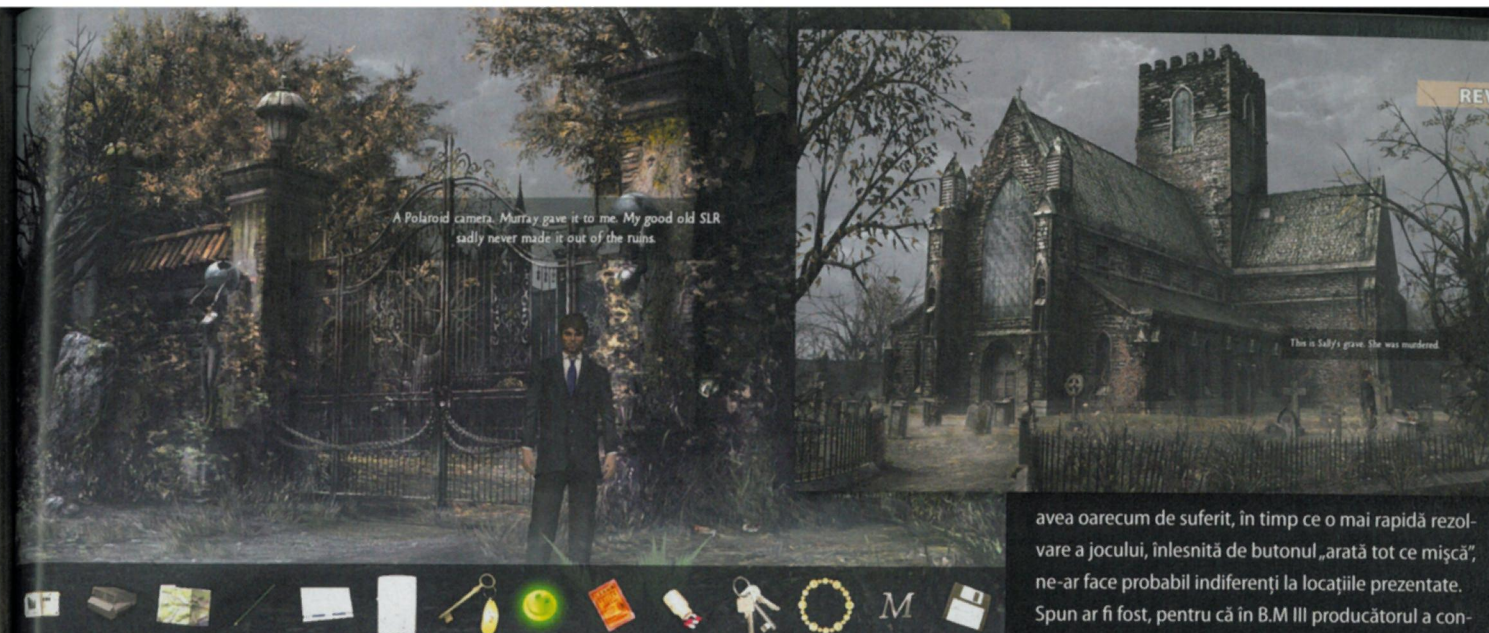 A Polaroid camera. Murray gave it to me. My good old SLR
sadly never made it out of the ruins.
REV
This is Sally's grave. She was murdered.
avea oarecum de suferit, în timp ce o mai rapidă rezol-
vare a jocului, înlesnită de butonul „arată tot ce mișcă”,
ne-ar face probabil indiferenți la locațiile prezentate.
Spun ar fi fost, pentru că în B.M III producătorul a con-
M